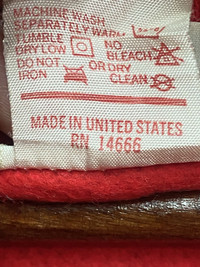 MACHINE WASH
SEPARATELY WARM
TUMBLE NO
DRY LOW BLEACH
DO NOT OR DRY
IRON CLEAN
MADE IN UNITED STATES
RN 14666